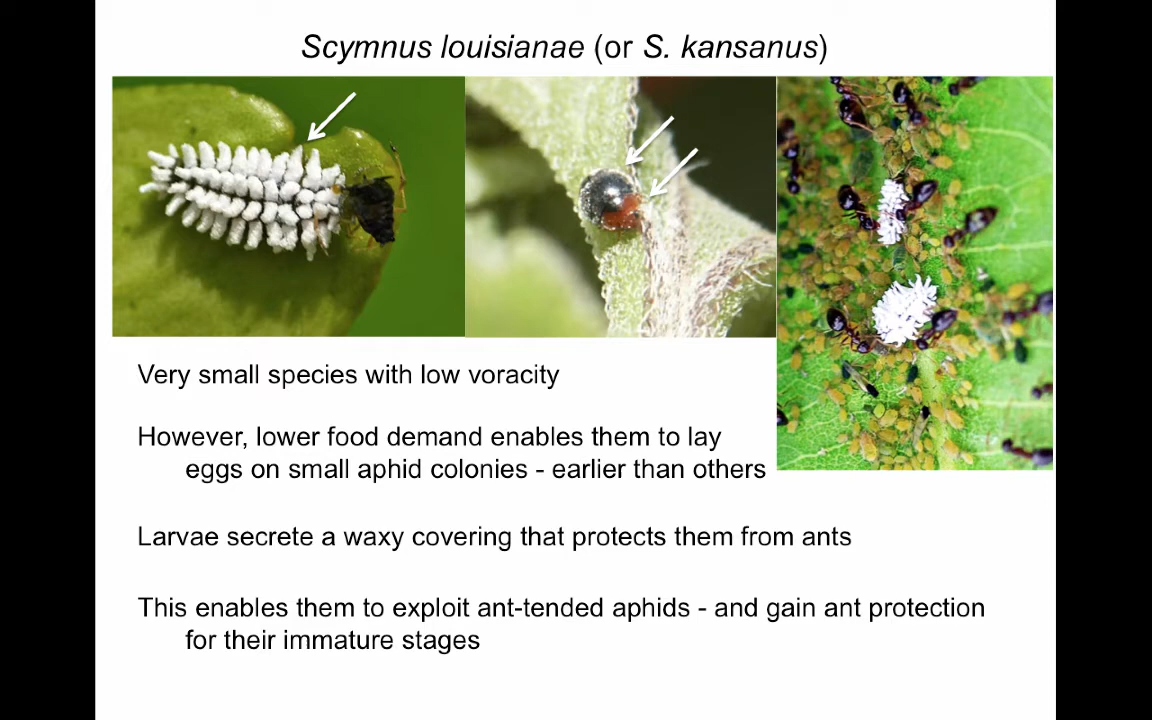 Scymnus louisianae (or S. kansanus)
Very small species with low voracity
However, lower food demand enables them to lay
eggs on small aphid colonies - earlier than others
Larvae secrete a waxy covering that protects them from ants
This enables them to exploit ant-tended aphids - and gain ant protection
for their immature stages